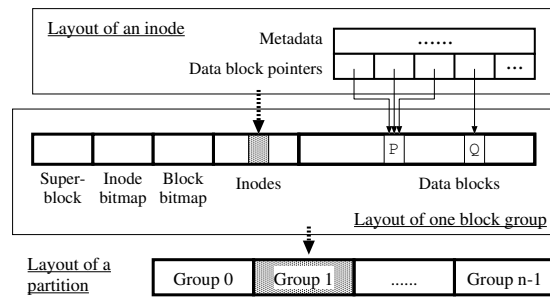 Layout of an inode
Metadata
......
Data block pointers
...
P
Q
Super-
block
Inode
bitmap
Block
bitmap
Inodes
Data blocks
Layout of one block group
Layout of a
partition
Group 0
Group 1
......
Group n-1